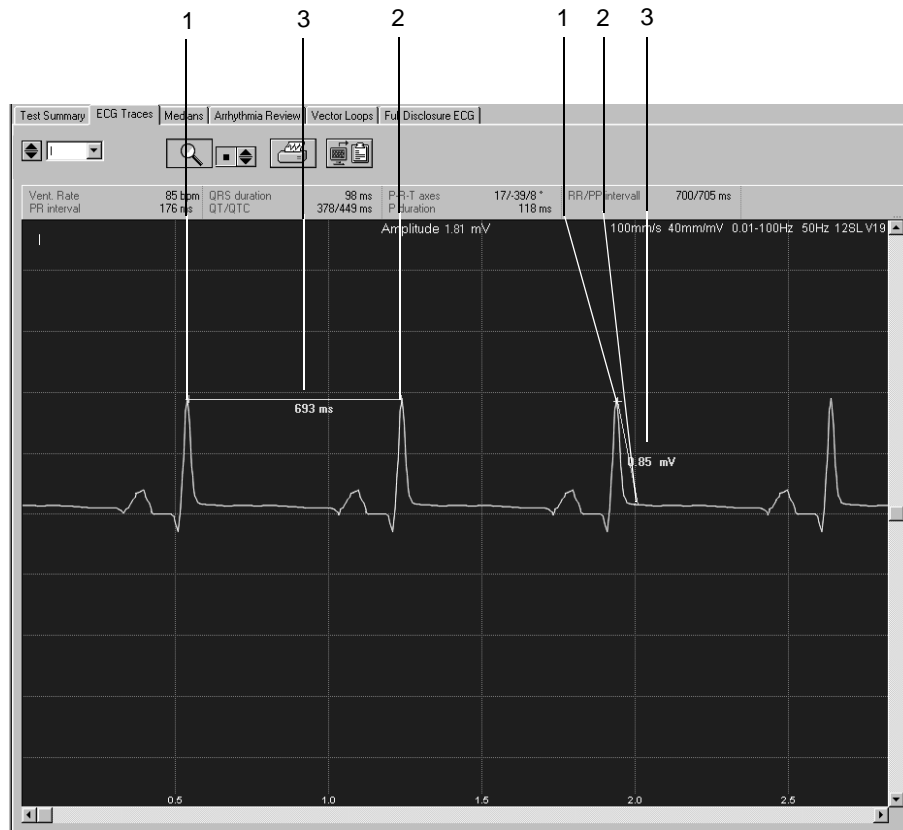 1 3 2 1 2 3
Test Summary ECG Traces Medians Arrhythmia Review Vector Loops Full Disclosure ECG
I
Vent. Rate 85 bpm QRS duration 98 ms P-R-T axes 17/-39/8 ° RR/PP intervall 700/705 ms
PR interval 176 ms QT/QTC 378/449 ms P duration 118 ms
I Amplitude 1.81 mV 100mm/s 40mm/mV 0.01-100Hz 50Hz 12SL V19
693 ms
0.85 mV
0.5 1.0 1.5 2.0 2.5